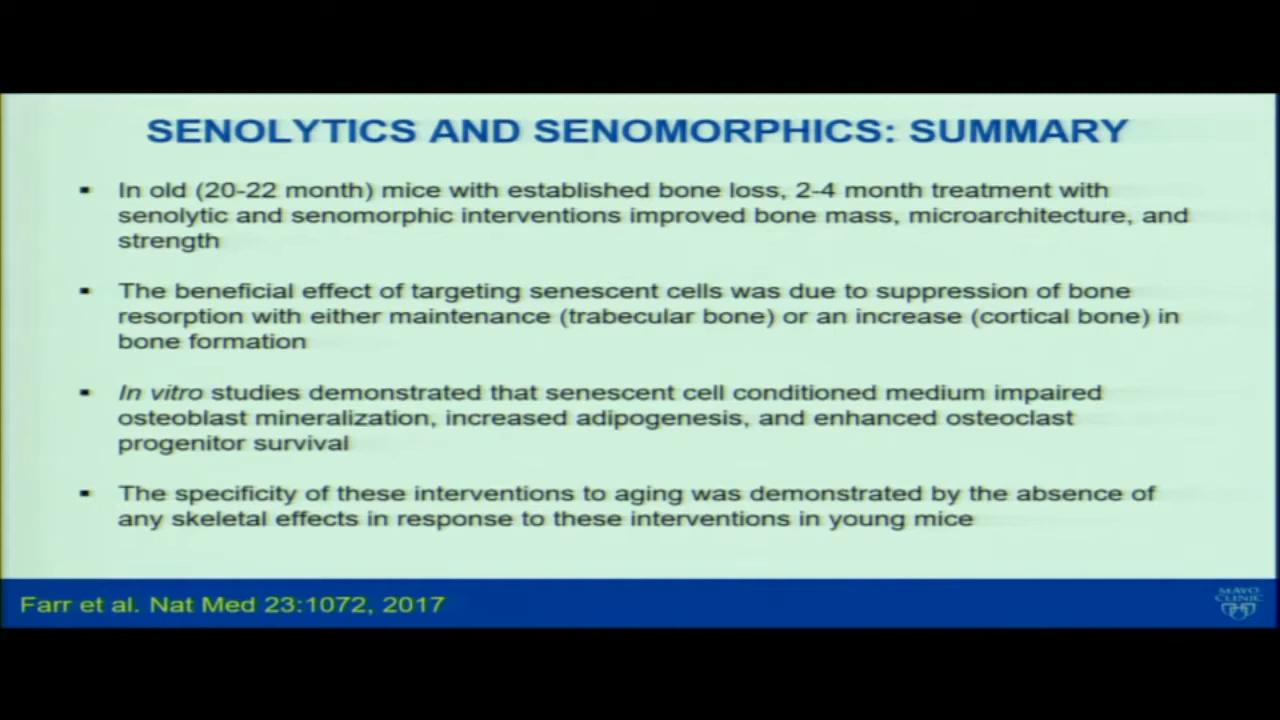 SENOLYTICS AND SENOMORPHICS: SUMMARY
▪ In old (20-22 month) mice with established bone loss, 2-4 month treatment with
senolytic and senomorphic interventions improved bone mass, microarchitecture, and
strength
▪ The beneficial effect of targeting senescent cells was due to suppression of bone
resorption with either maintenance (trabecular bone) or an increase (cortical bone) in
bone formation
▪ In vitro studies demonstrated that senescent cell conditioned medium impaired
osteoblast mineralization, increased adipogenesis, and enhanced osteoclast
progenitor survival
▪ The specificity of these interventions to aging was demonstrated by the absence of
any skeletal effects in response to these interventions in young mice
Farr et al. Nat Med 23:1072, 2017
MAYO
CLINIC